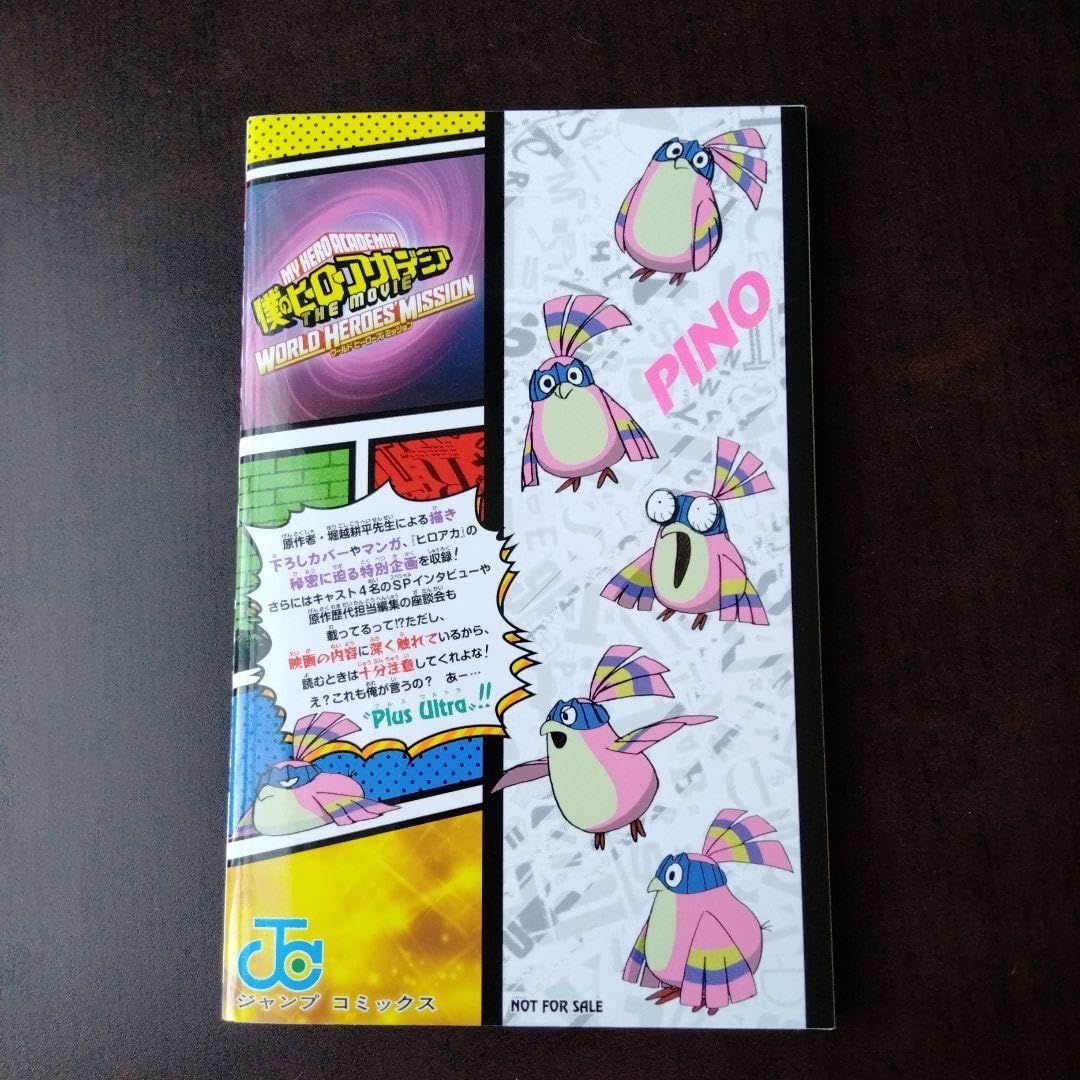 MY HERO ACADEMIA
僕のヒーローアカデミア
THE MOVIE
WORLD HEROES' MISSION
ワールド ヒーローズ ミッション
原作者・堀越耕平先生による描き
下ろしカバーやマンガ、『ヒロアカ』の
秘密に迫る特別企画を収録!
さらにはキャスト4名のSPインタビューや
原作歴代担当編集の座談会も
載ってるって!?ただし、
映画の内容に深く触れているから、
読むときは十分注意してくれよな!
え?これも俺が言うの? あー…
"Plus Ultra"!!
JC
ジャンプ コミックス
PINO
NOT FOR SALE